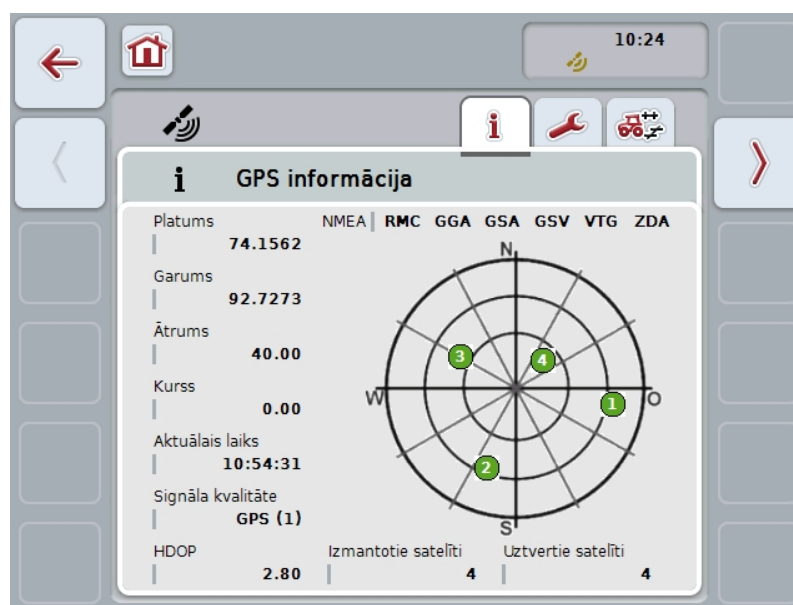 10:24
i
i GPS informācija
Platums
74.1562
NMEA RMC GGA GSA GSV VTG ZDA
Garums
92.7273
Ātrums
40.00
Kurss
0.00
Aktuālais laiks
10:54:31
Signāla kvalitāte
GPS (1)
HDOP
2.80
N
3
4
W
1
O
2
S
Izmantotie satelīti
4
Uztvertie satelīti
4